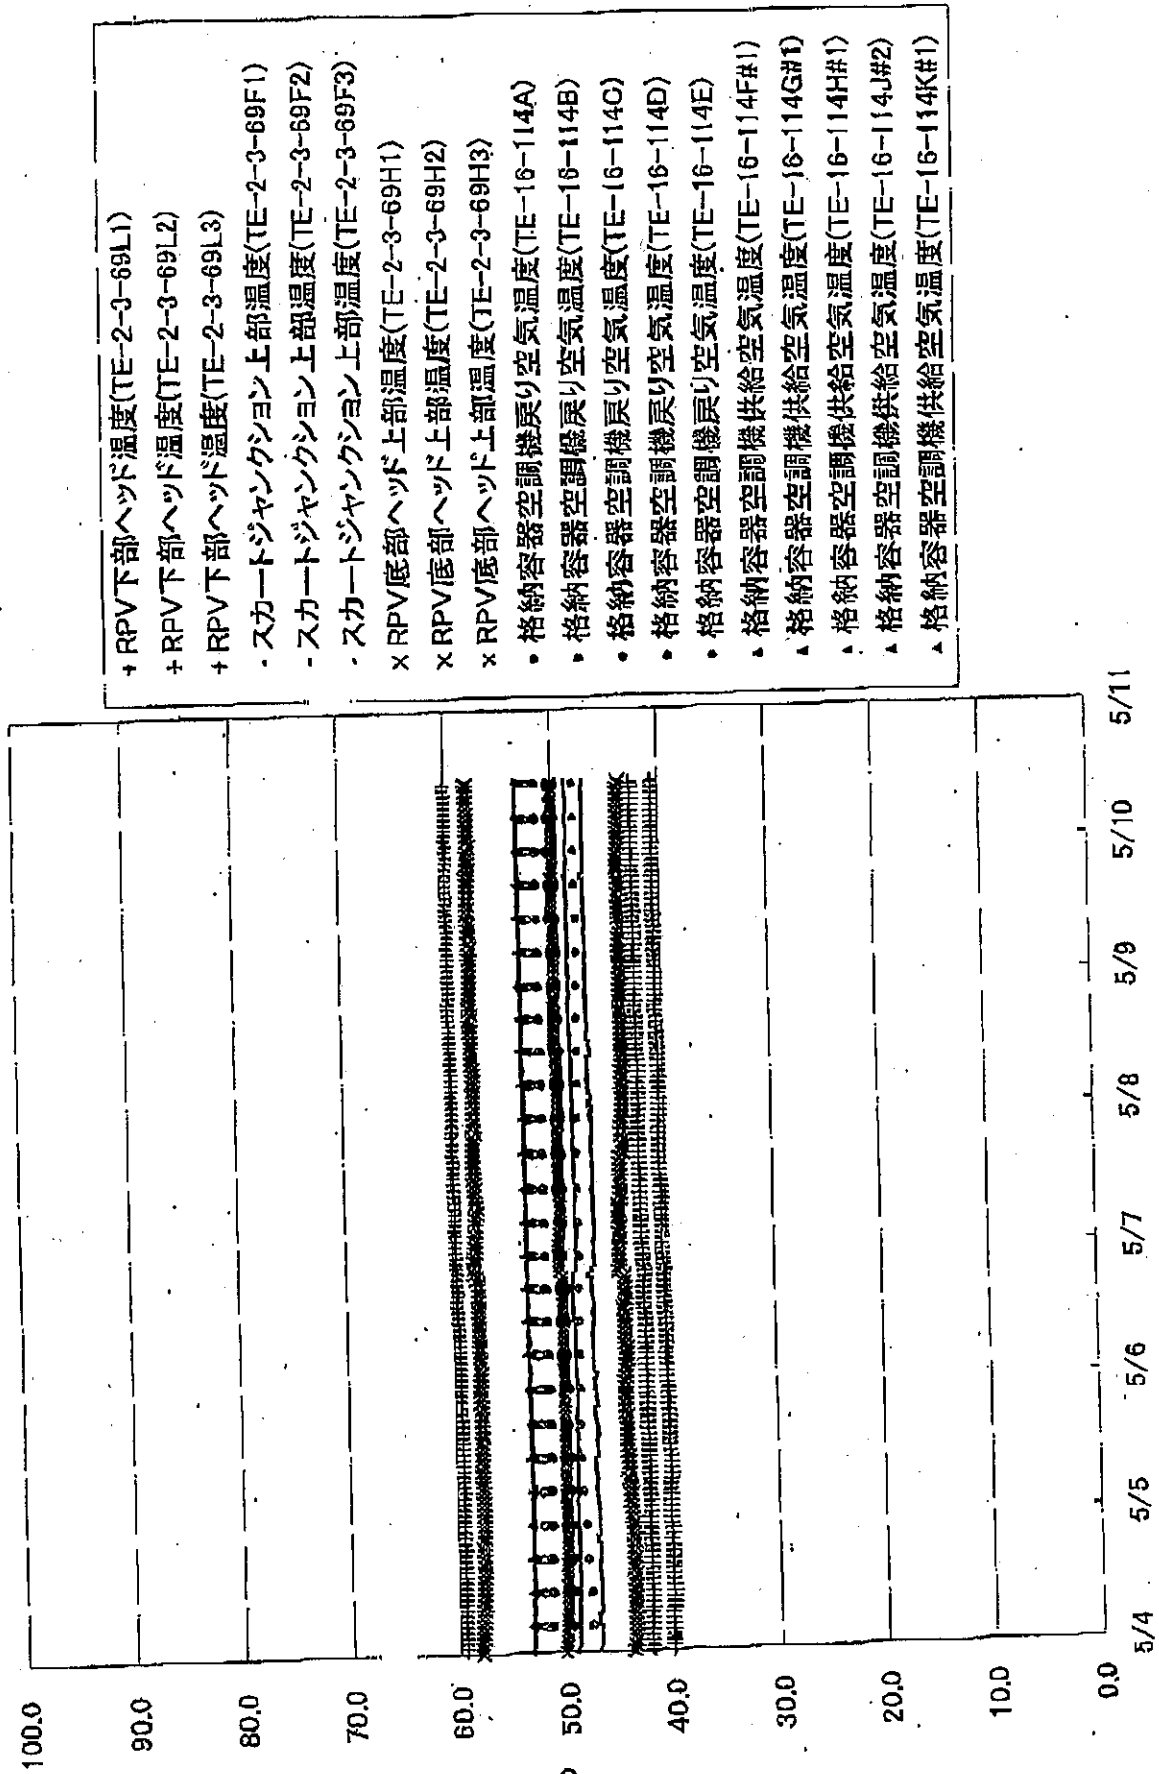 100.0
90.0
80.0
70.0
60.0
50.0
40.0
30.0
20.0
10.0
0.0
5/4
5/5
5/6
5/7
5/8
5/9
5/10
5/11
+ RPV下部ヘッド温度(TE-2-3-69L1)
+ RPV下部ヘッド温度(TE-2-3-69L2)
+ RPV下部ヘッド温度(TE-2-3-69L3)
- スカートジャンクション上部温度(TE-2-3-69F1)
- スカートジャンクション上部温度(TE-2-3-69F2)
- スカートジャンクション上部温度(TE-2-3-69F3)
x RPV底部ヘッド上部温度(TE-2-3-69H1)
x RPV底部ヘッド上部温度(TE-2-3-69H2)
x RPV底部ヘッド上部温度(TE-2-3-69H3)
• 格納容器空調機戻り空気温度(TE-16-114A)
• 格納容器空調機戻り空気温度(TE-16-114B)
• 格納容器空調機戻り空気温度(TE-16-114C)
• 格納容器空調機戻り空気温度(TE-16-114D)
• 格納容器空調機戻り空気温度(TE-16-114E)
▲ 格納容器空調機供給空気温度(TE-16-114F#1)
▲ 格納容器空調機供給空気温度(TE-16-114G#1)
▲ 格納容器空調機供給空気温度(TE-16-114H#1)
▲ 格納容器空調機供給空気温度(TE-16-114J#2)
▲ 格納容器空調機供給空気温度(TE-16-114K#1)